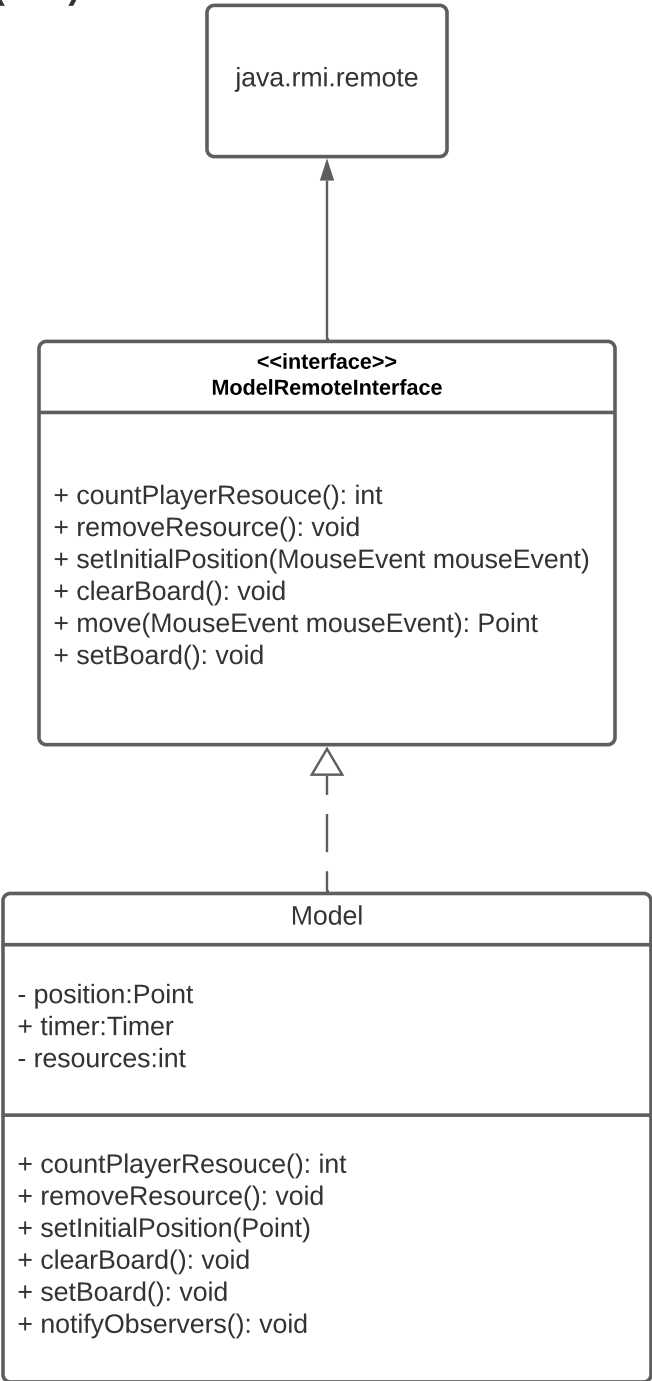 java.rmi.remote
<<interface>>
ModelRemoteInterface
+ countPlayerResouce(): int
+ removeResource(): void
+ setInitialPosition(MouseEvent mouseEvent)
+ clearBoard(): void
+ move(MouseEvent mouseEvent): Point
+ setBoard(): void
Model
- position:Point
+ timer:Timer
- resources:int
+ countPlayerResouce(): int
+ removeResource(): void
+ setInitialPosition(Point)
+ clearBoard(): void
+ setBoard(): void
+ notifyObservers(): void